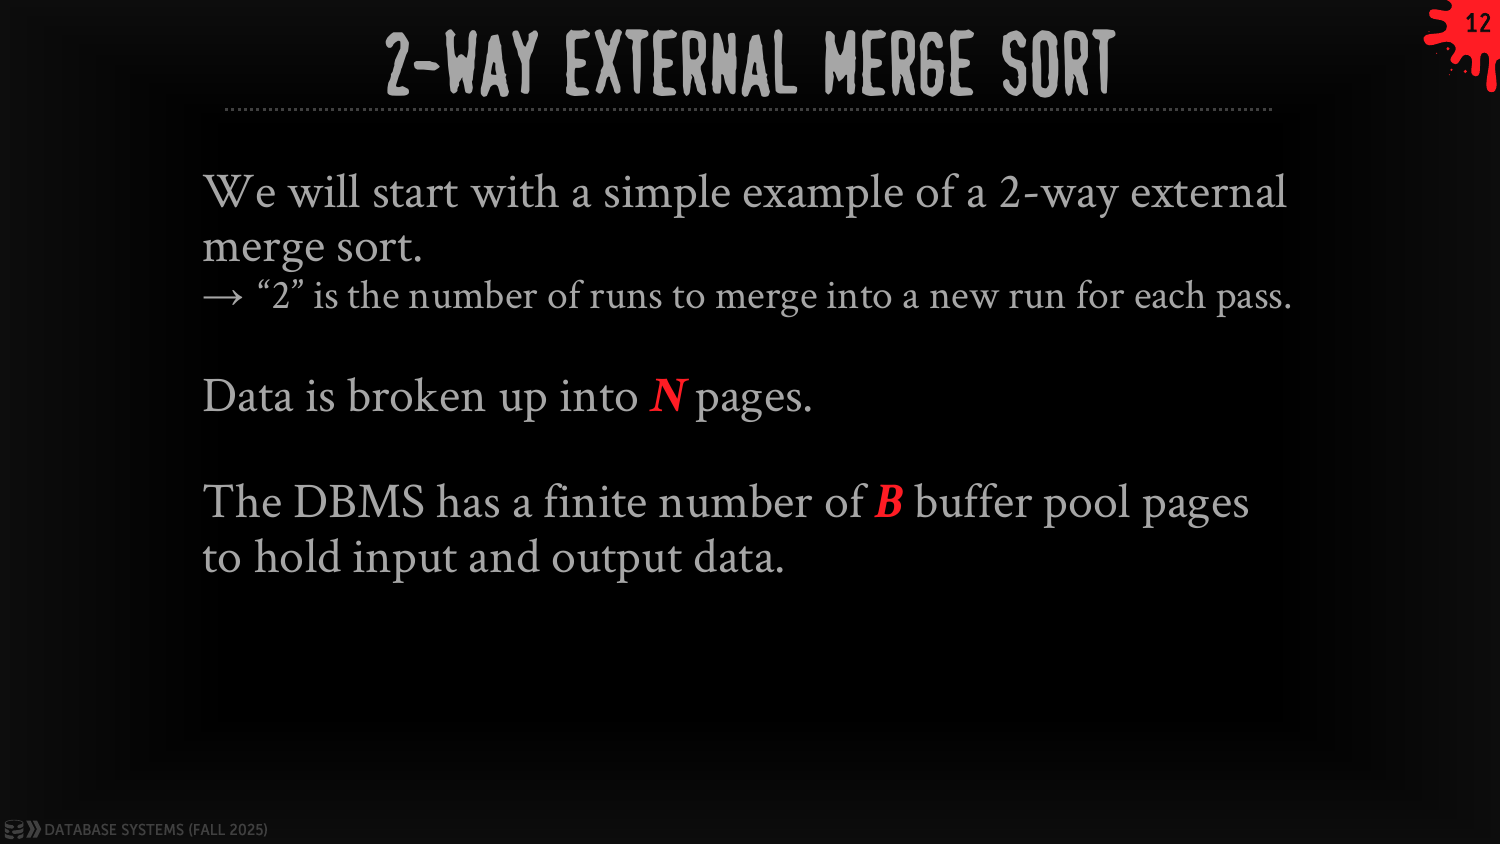 12
2-WAY EXTERNAL MERGE SORT
We will start with a simple example of a 2-way external
merge sort.
→ “2” is the number of runs to merge into a new run for each pass.
Data is broken up into N pages.
The DBMS has a finite number of B buffer pool pages
to hold input and output data.
DATABASE SYSTEMS (FALL 2025)